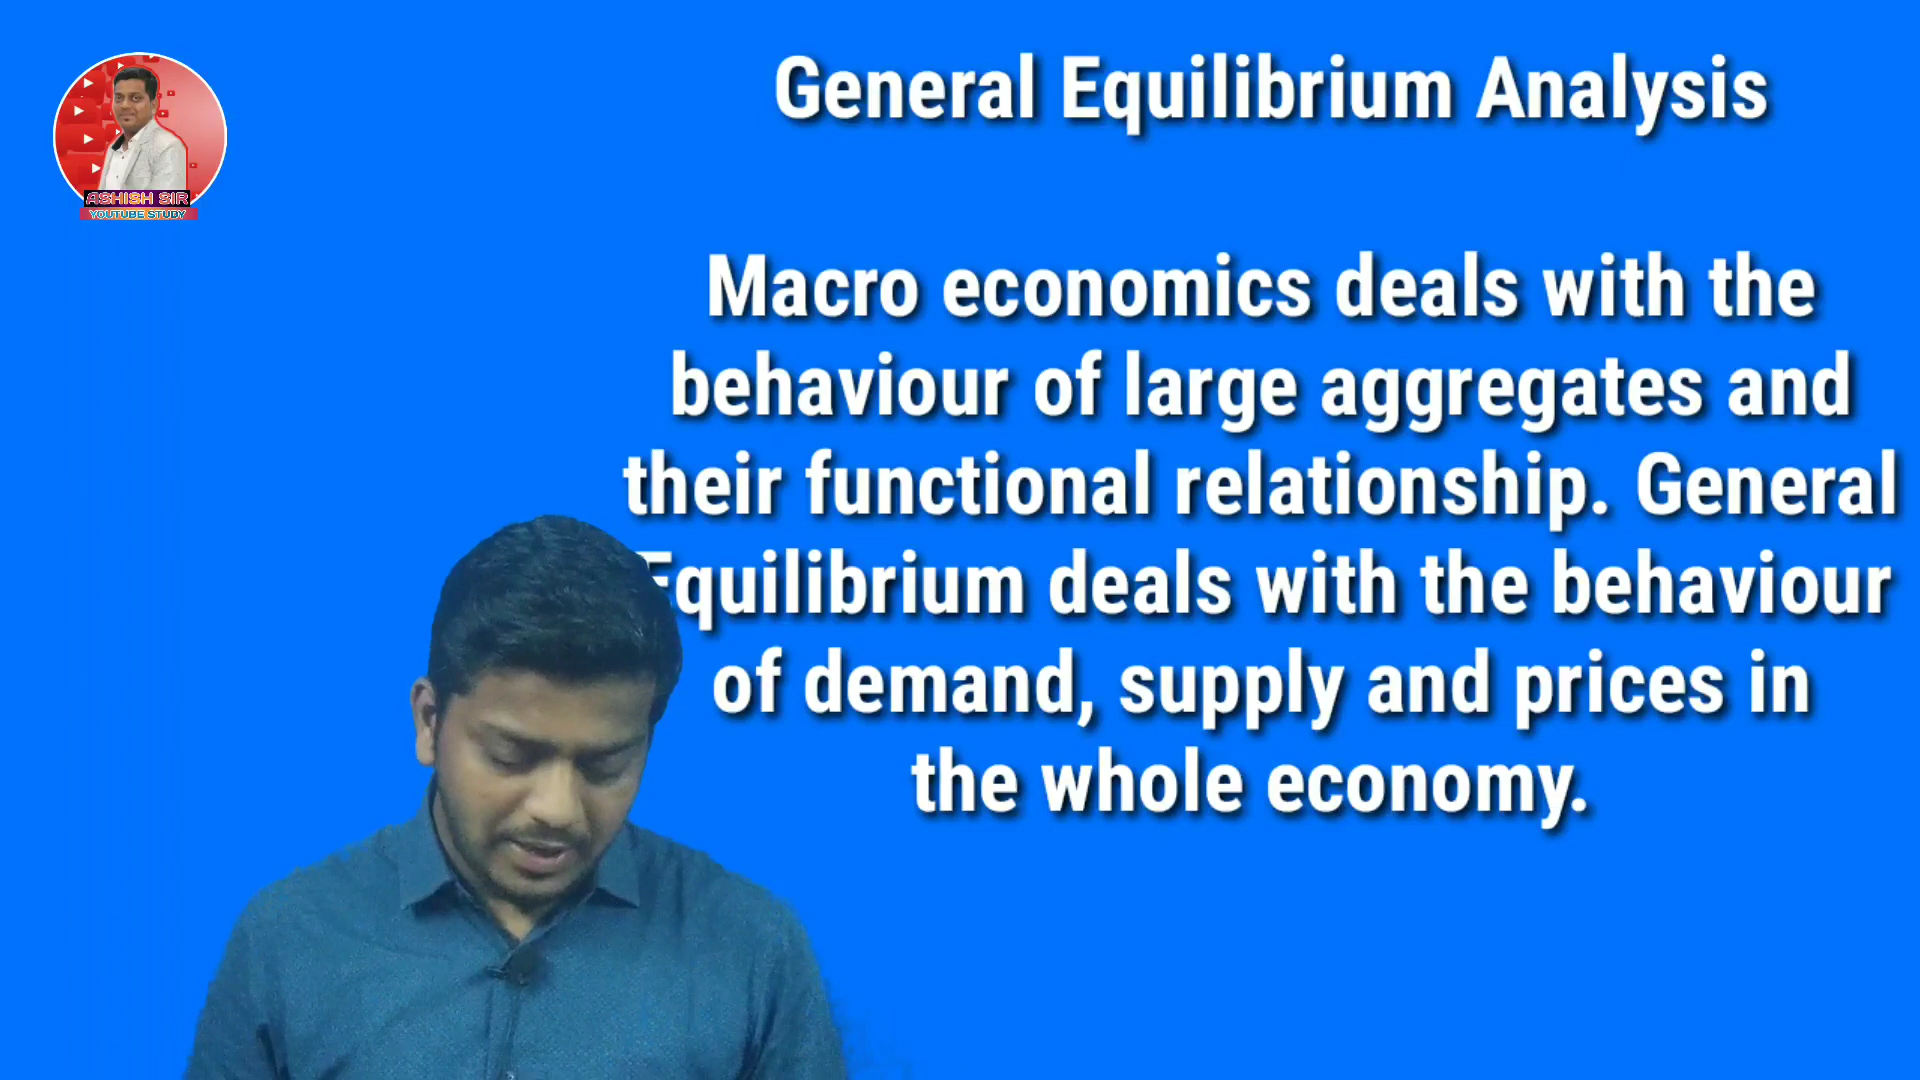 General Equilibrium Analysis
Macro economics deals with the
behaviour of large aggregates and
their functional relationship. General
Equilibrium deals with the behaviour
of demand, supply and prices in
the whole economy.
ASHISH SIR
YOUTUBE STUDY